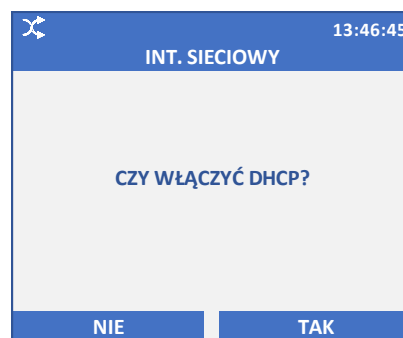 13:46:45
INT. SIECIOWY
CZY WŁĄCZYĆ DHCP?
NIE TAK